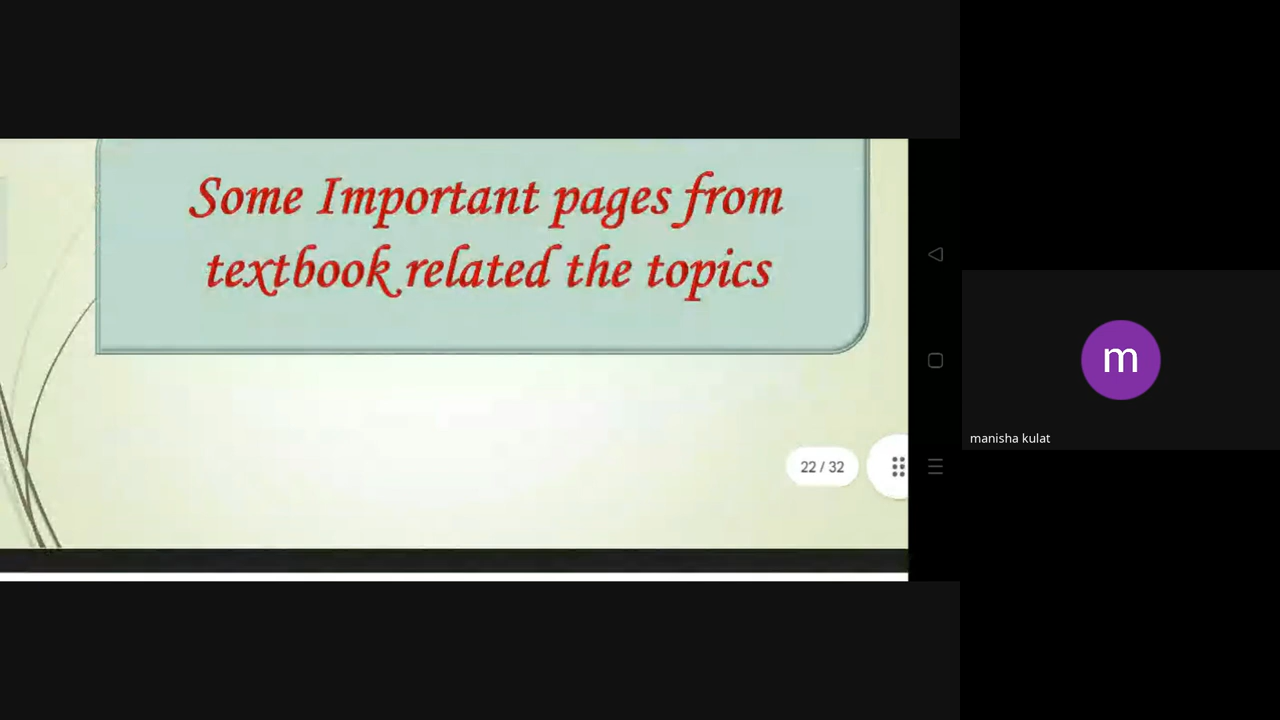 Some Important pages from
textbook related the topics
22 / 32
m
manisha kulat